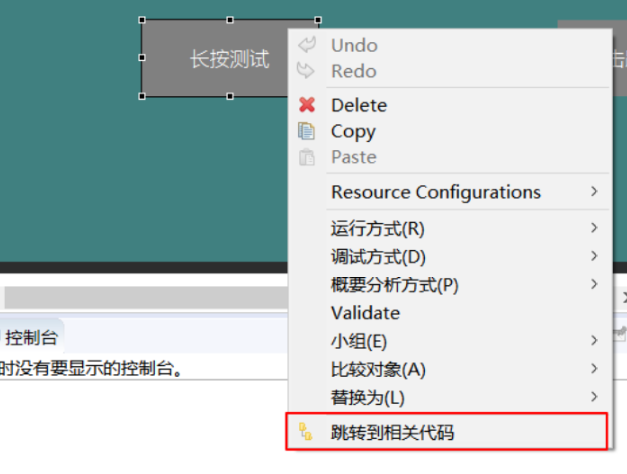 长按测试
击
Undo
Redo
Delete
Copy
Paste
Resource Configurations
运行方式(R)
调试方式(D)
概要分析方式(P)
Validate
控制台
小组(E)
时没有要显示的控制台。
比较对象(A)
替换为(L)
跳转到相关代码